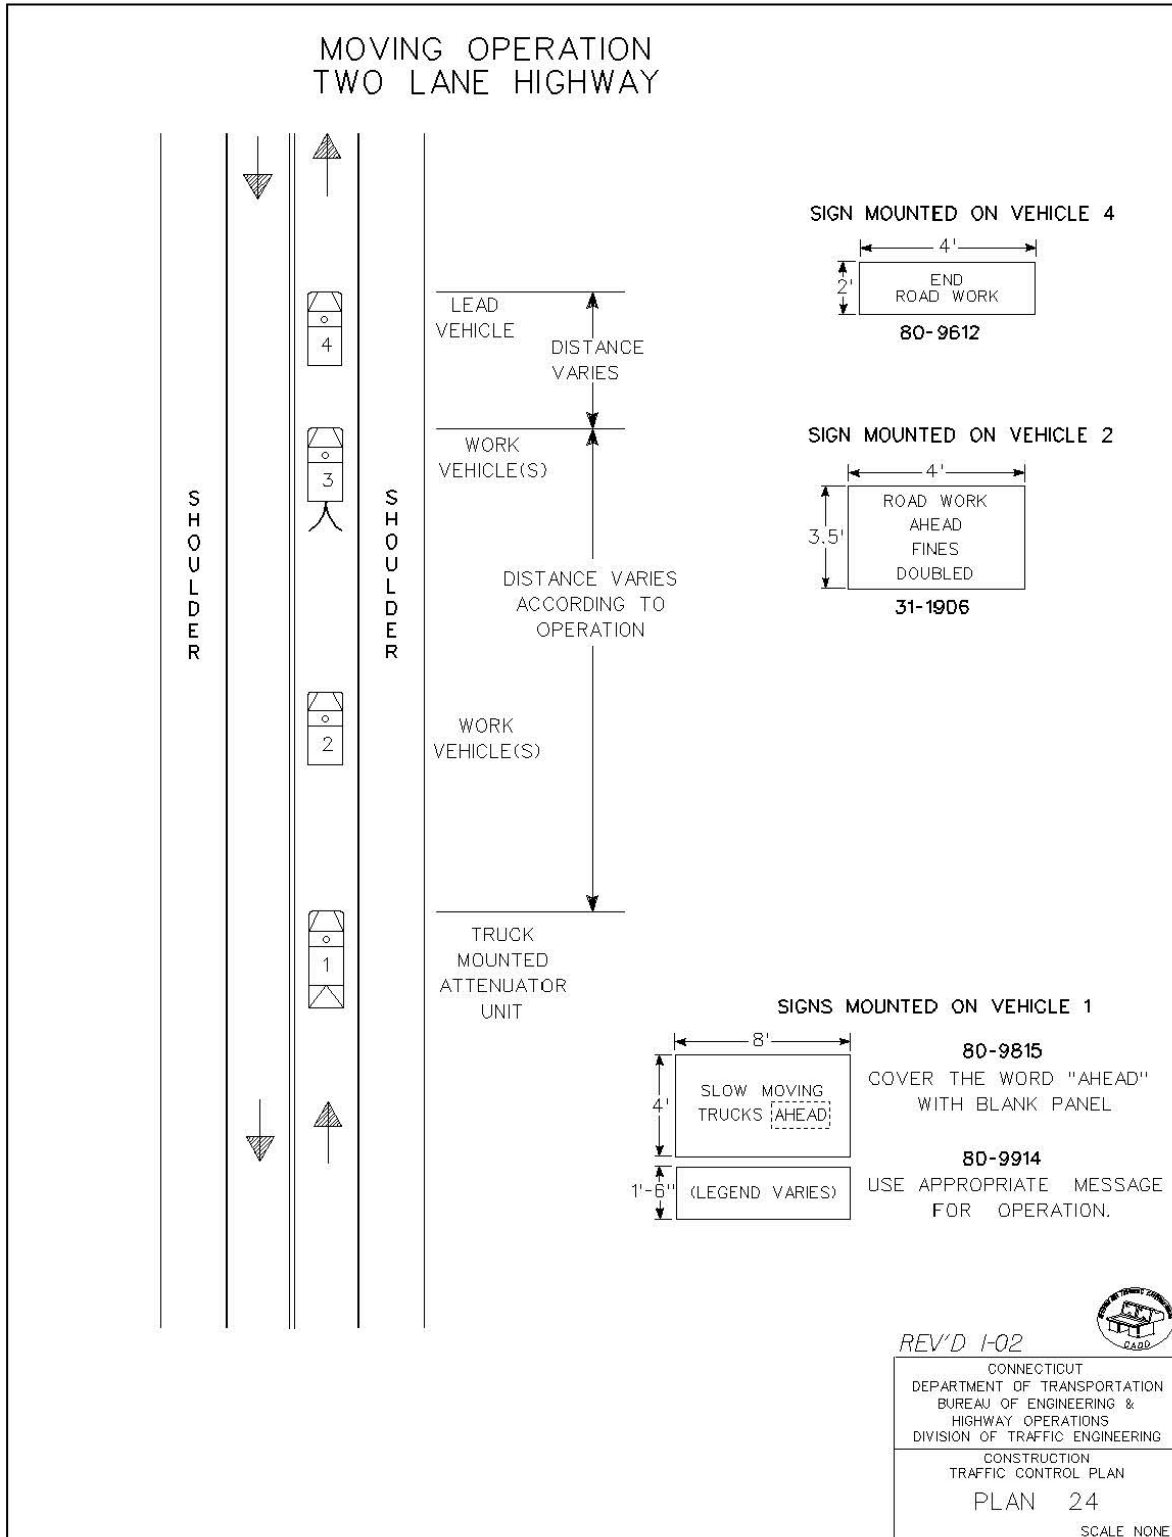 MOVING OPERATION
TWO LANE HIGHWAY
SIGN MOUNTED ON VEHICLE 4
4'
2'
END
ROAD WORK
80-9612
LEAD
VEHICLE
4
DISTANCE
VARIES
SIGN MOUNTED ON VEHICLE 2
4'
3.5'
ROAD WORK
AHEAD
FINES
DOUBLED
31-1906
WORK
VEHICLE(S)
3
SHOULDER
SHOULDER
DISTANCE VARIES
ACCORDING TO
OPERATION
WORK
VEHICLE(S)
2
1
TRUCK
MOUNTED
ATTENUATOR
UNIT
SIGNS MOUNTED ON VEHICLE 1
8'
4'
SLOW MOVING
TRUCKS AHEAD
80-9815
COVER THE WORD "AHEAD"
WITH BLANK PANEL
1'-6"
(LEGEND VARIES)
80-9914
USE APPROPRIATE MESSAGE
FOR OPERATION.
REV'D 1-02
CADD
CONNECTICUT
DEPARTMENT OF TRANSPORTATION
BUREAU OF ENGINEERING &
HIGHWAY OPERATIONS
DIVISION OF TRAFFIC ENGINEERING
CONSTRUCTION
TRAFFIC CONTROL PLAN
PLAN 24
SCALE NONE